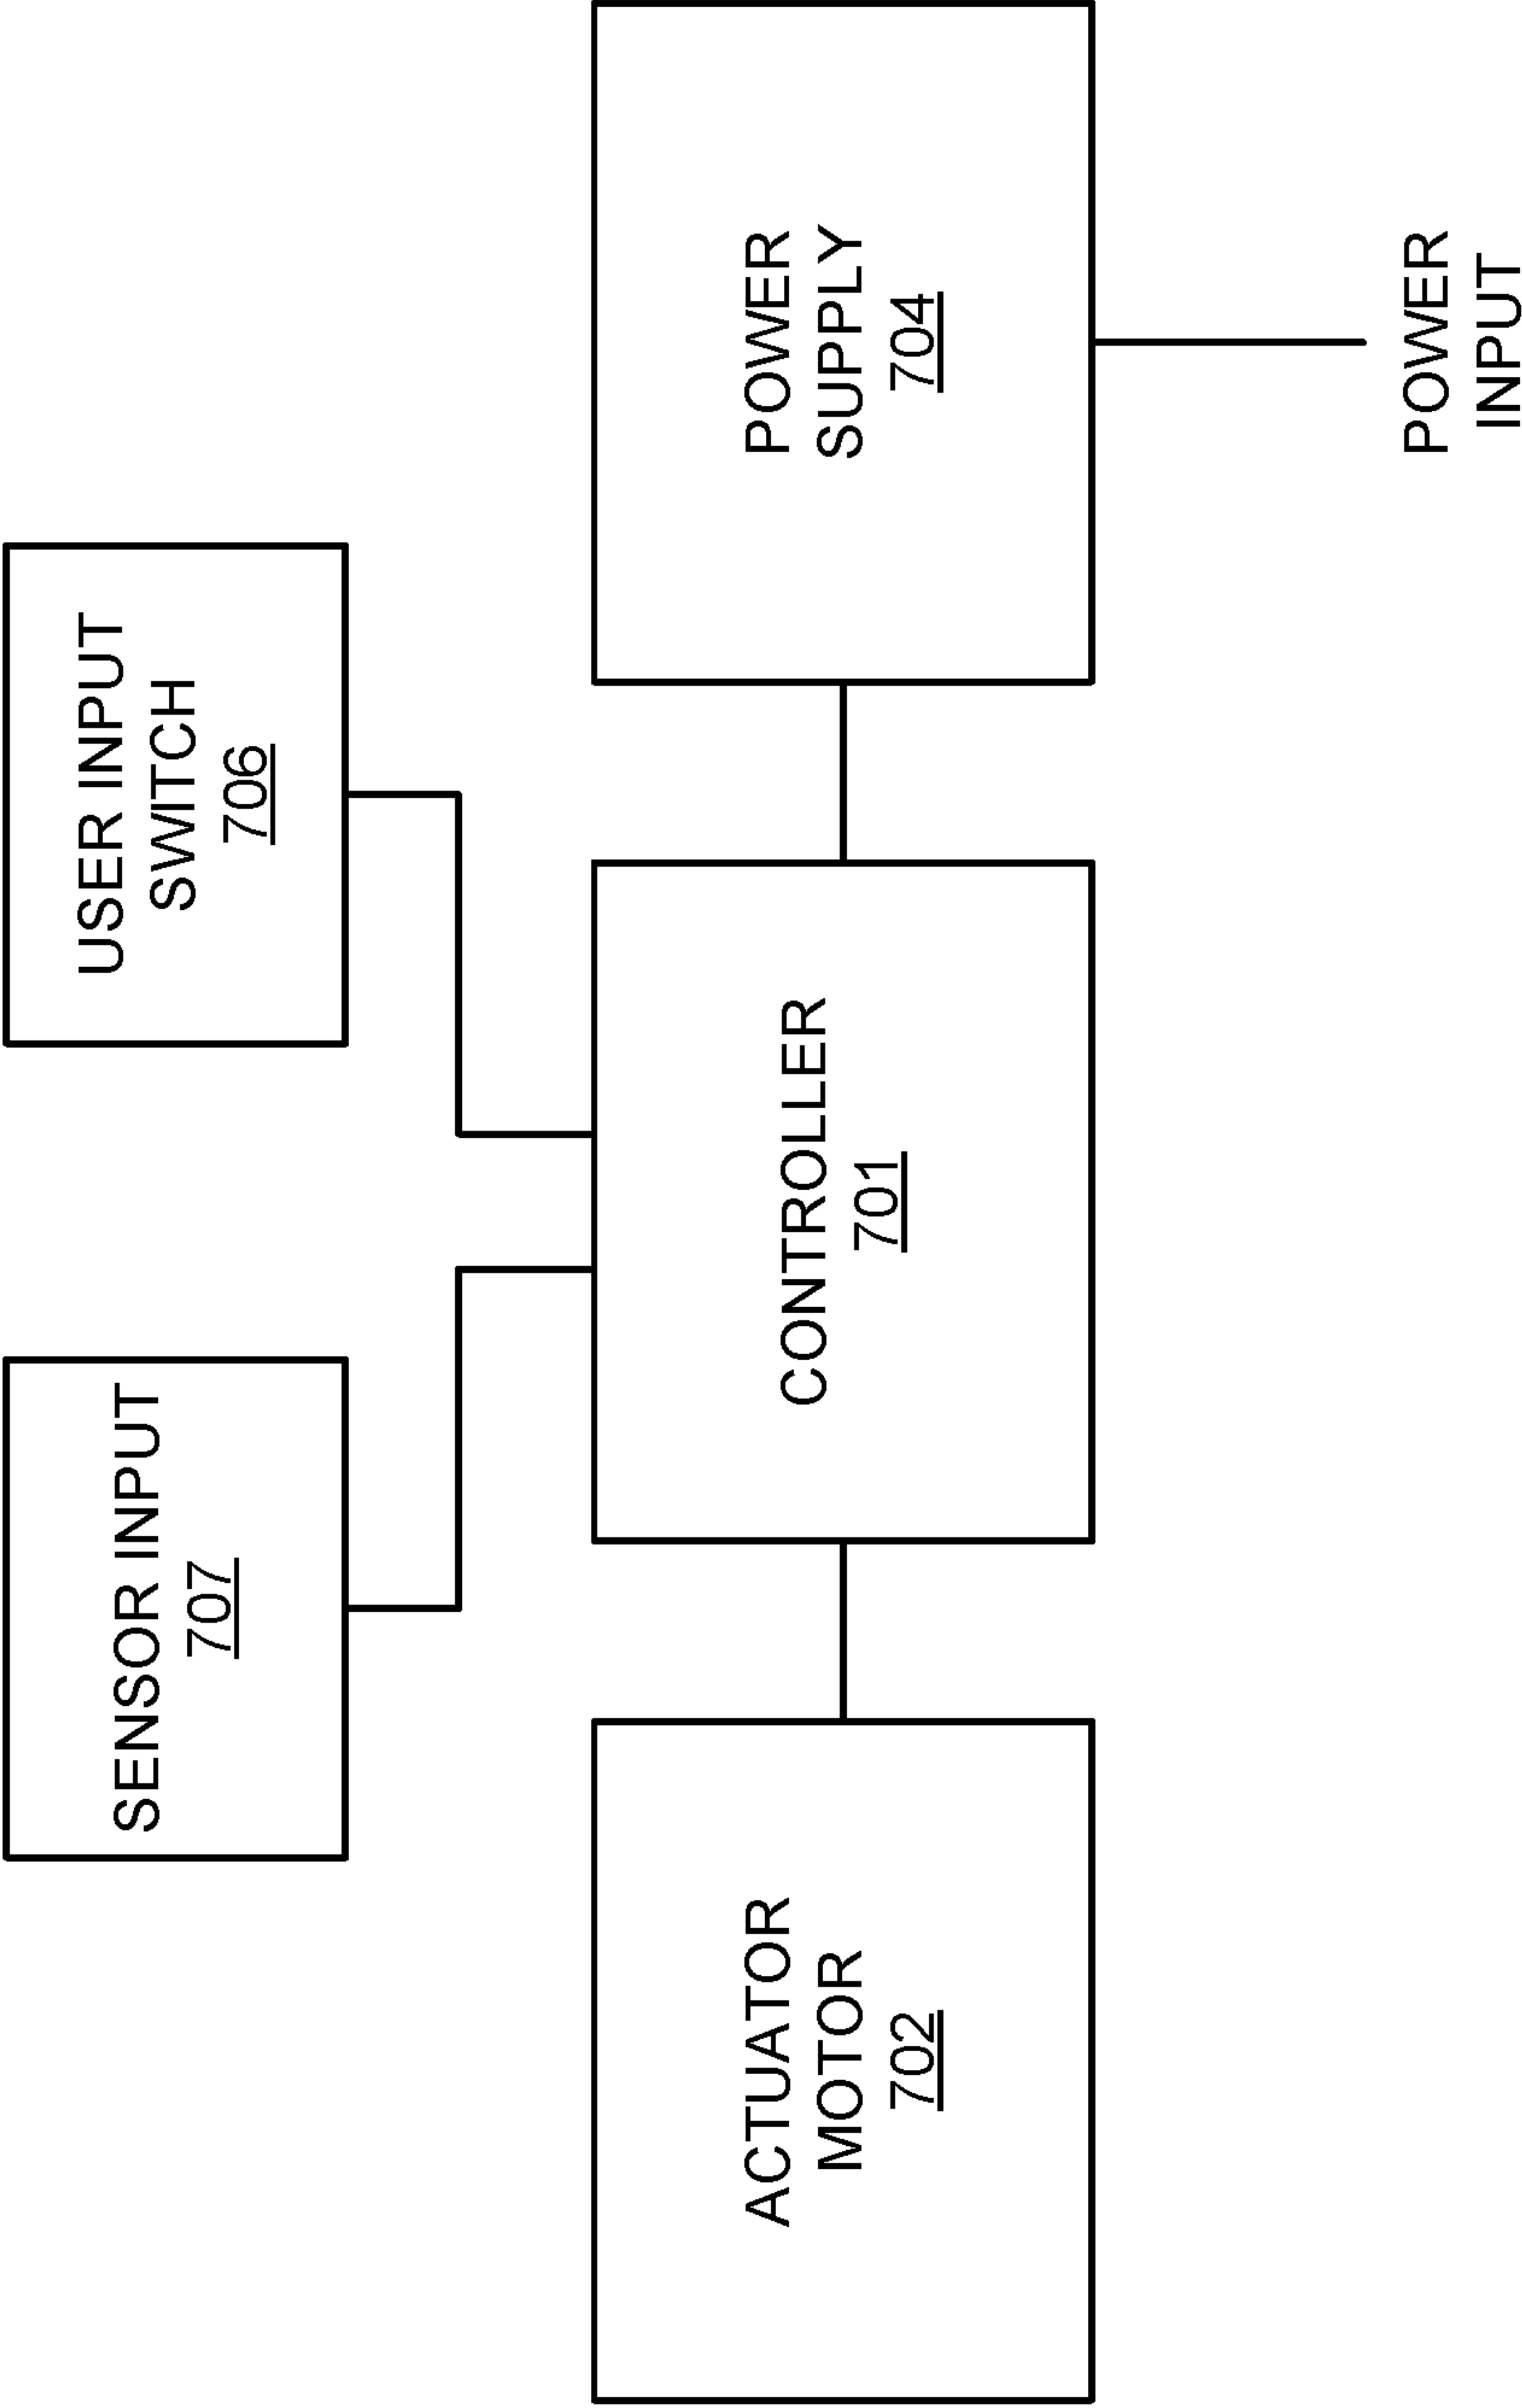 SENSOR INPUT
707
USER INPUT
SWITCH
706
ACTUATOR
MOTOR
702
CONTROLLER
701
POWER
SUPPLY
704
POWER
INPUT